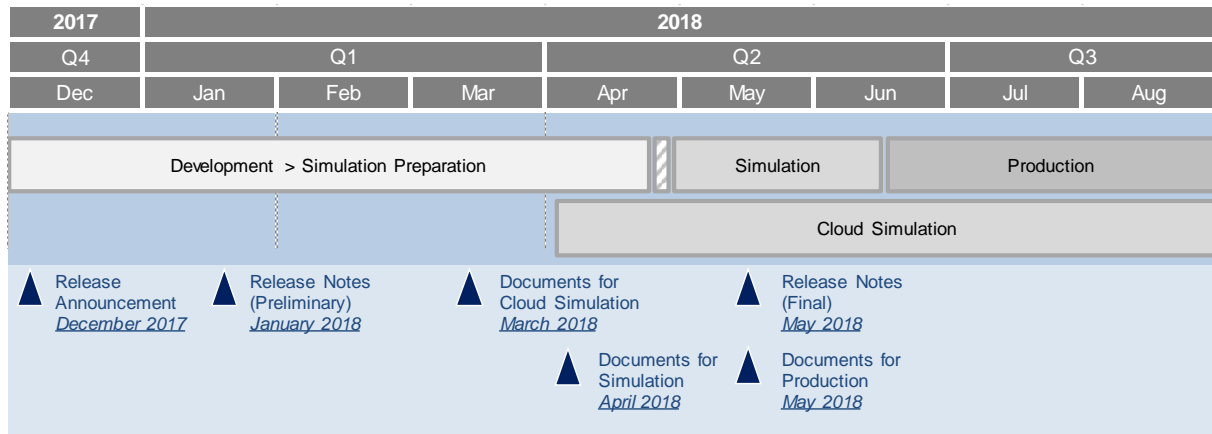 2017 2018
Q4 Q1 Q2 Q3
Dec Jan Feb Mar Apr May Jun Jul Aug
Development > Simulation Preparation Simulation Production
Cloud Simulation
Release
Announcement
December 2017
Release Notes
(Preliminary)
January 2018
Documents for
Cloud Simulation
March 2018
Release Notes
(Final)
May 2018
Documents for
Simulation
April 2018
Documents for
Production
May 2018